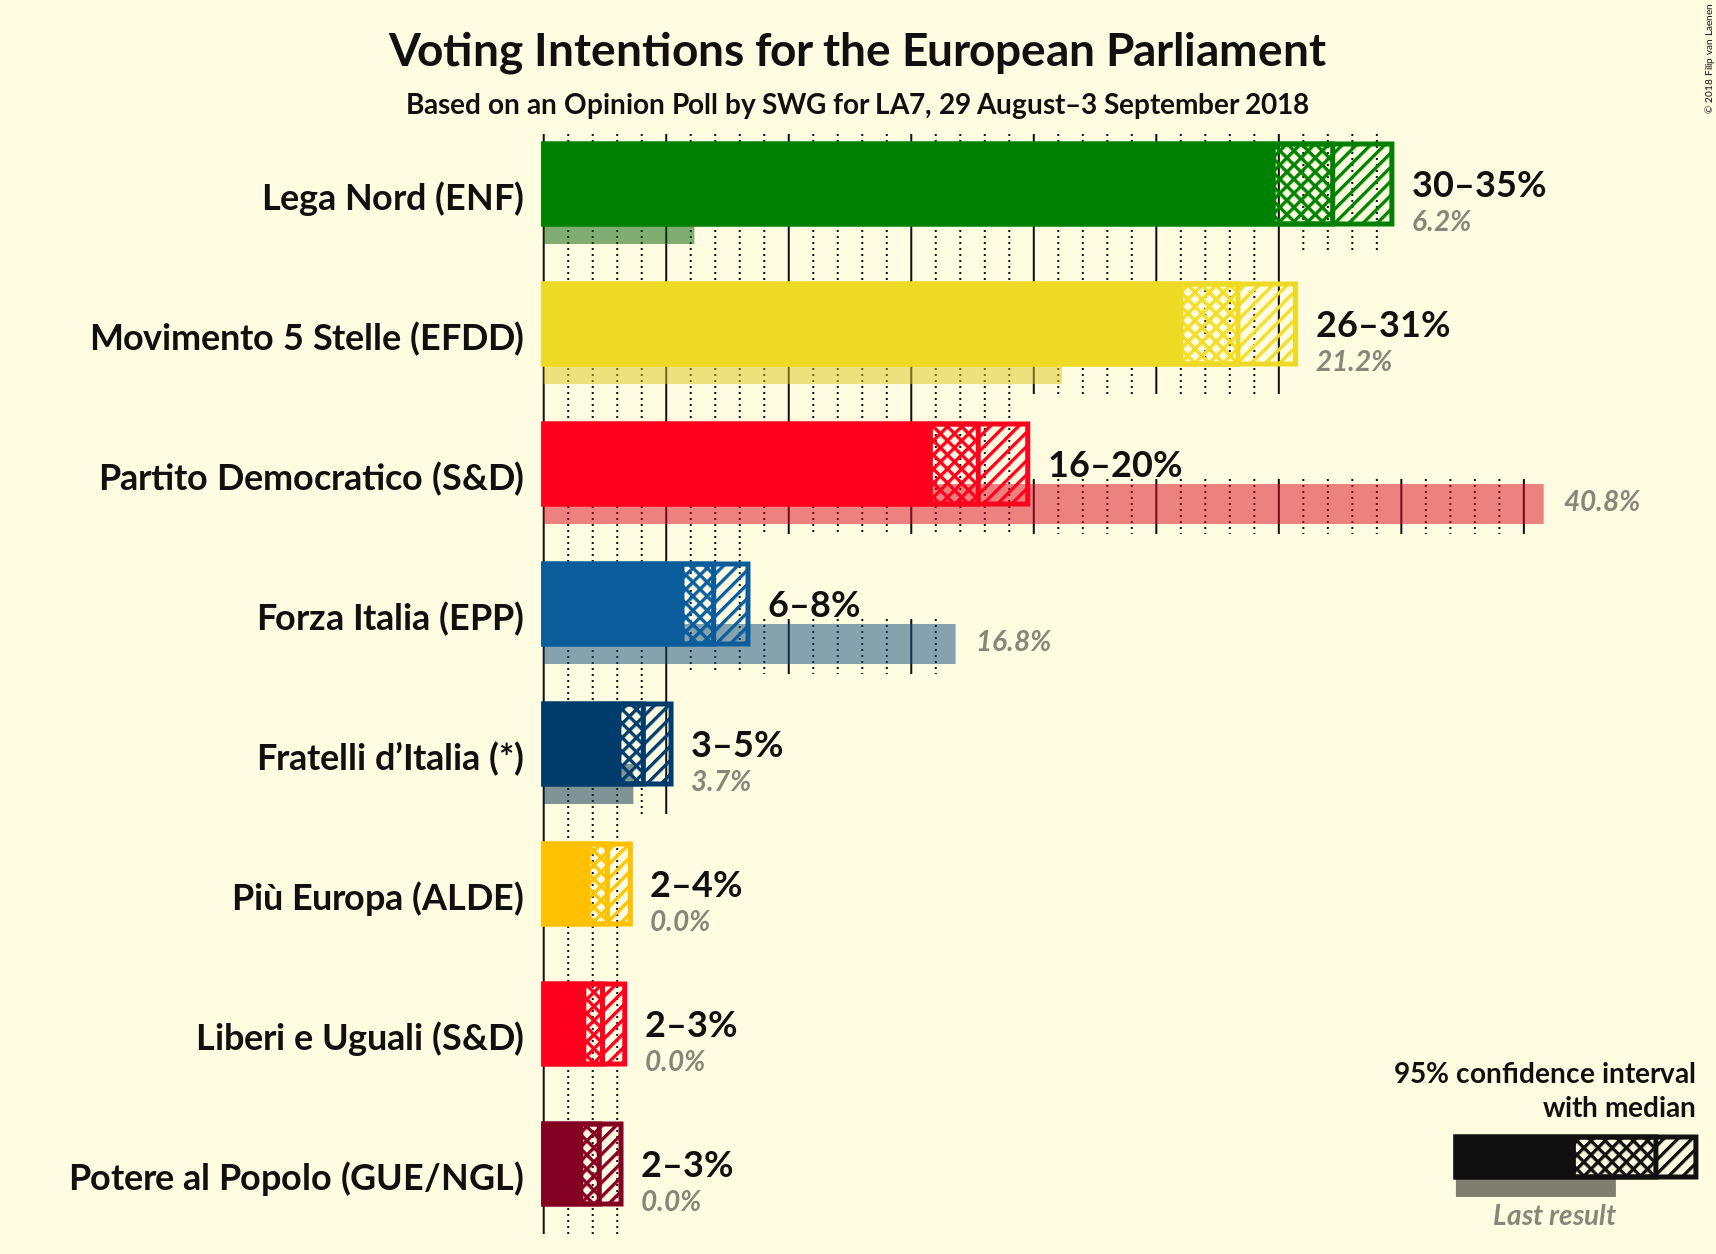 Voting Intentions for the European Parliament
Based on an Opinion Poll by SWG for LA7, 29 August–3 September 2018
© 2018 Filip van Laenen
Lega Nord (ENF)
30–35%
6.2%
Movimento 5 Stelle (EFDD)
26–31%
21.2%
Partito Democratico (S&D)
16–20%
40.8%
Forza Italia (EPP)
6–8%
16.8%
Fratelli d’Italia (*)
3–5%
3.7%
Più Europa (ALDE)
2–4%
0.0%
Liberi e Uguali (S&D)
2–3%
0.0%
Potere al Popolo (GUE/NGL)
2–3%
0.0%
95% confidence interval
with median
Last result